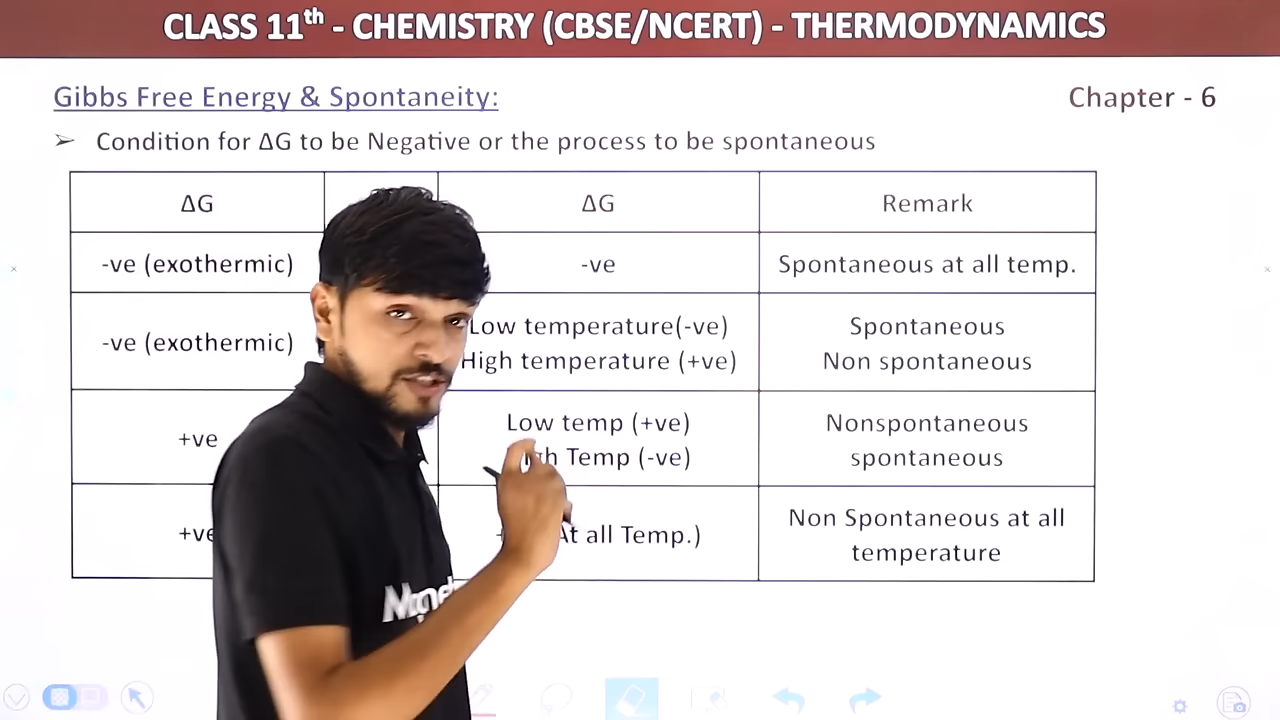 CLASS 11th - CHEMISTRY (CBSE/NCERT) - THERMODYNAMICS
Gibbs Free Energy & Spontaneity:
Chapter - 6
➢ Condition for ΔG to be Negative or the process to be spontaneous
ΔG ΔG Remark
-ve (exothermic) -ve Spontaneous at all temp.
-ve (exothermic)
Low temperature(-ve)
High temperature (+ve)
Spontaneous
Non spontaneous
+ve
Low temp (+ve)
Temp (-ve)
Nonspontaneous
spontaneous
+ve
At all Temp.)
Non Spontaneous at all
temperature